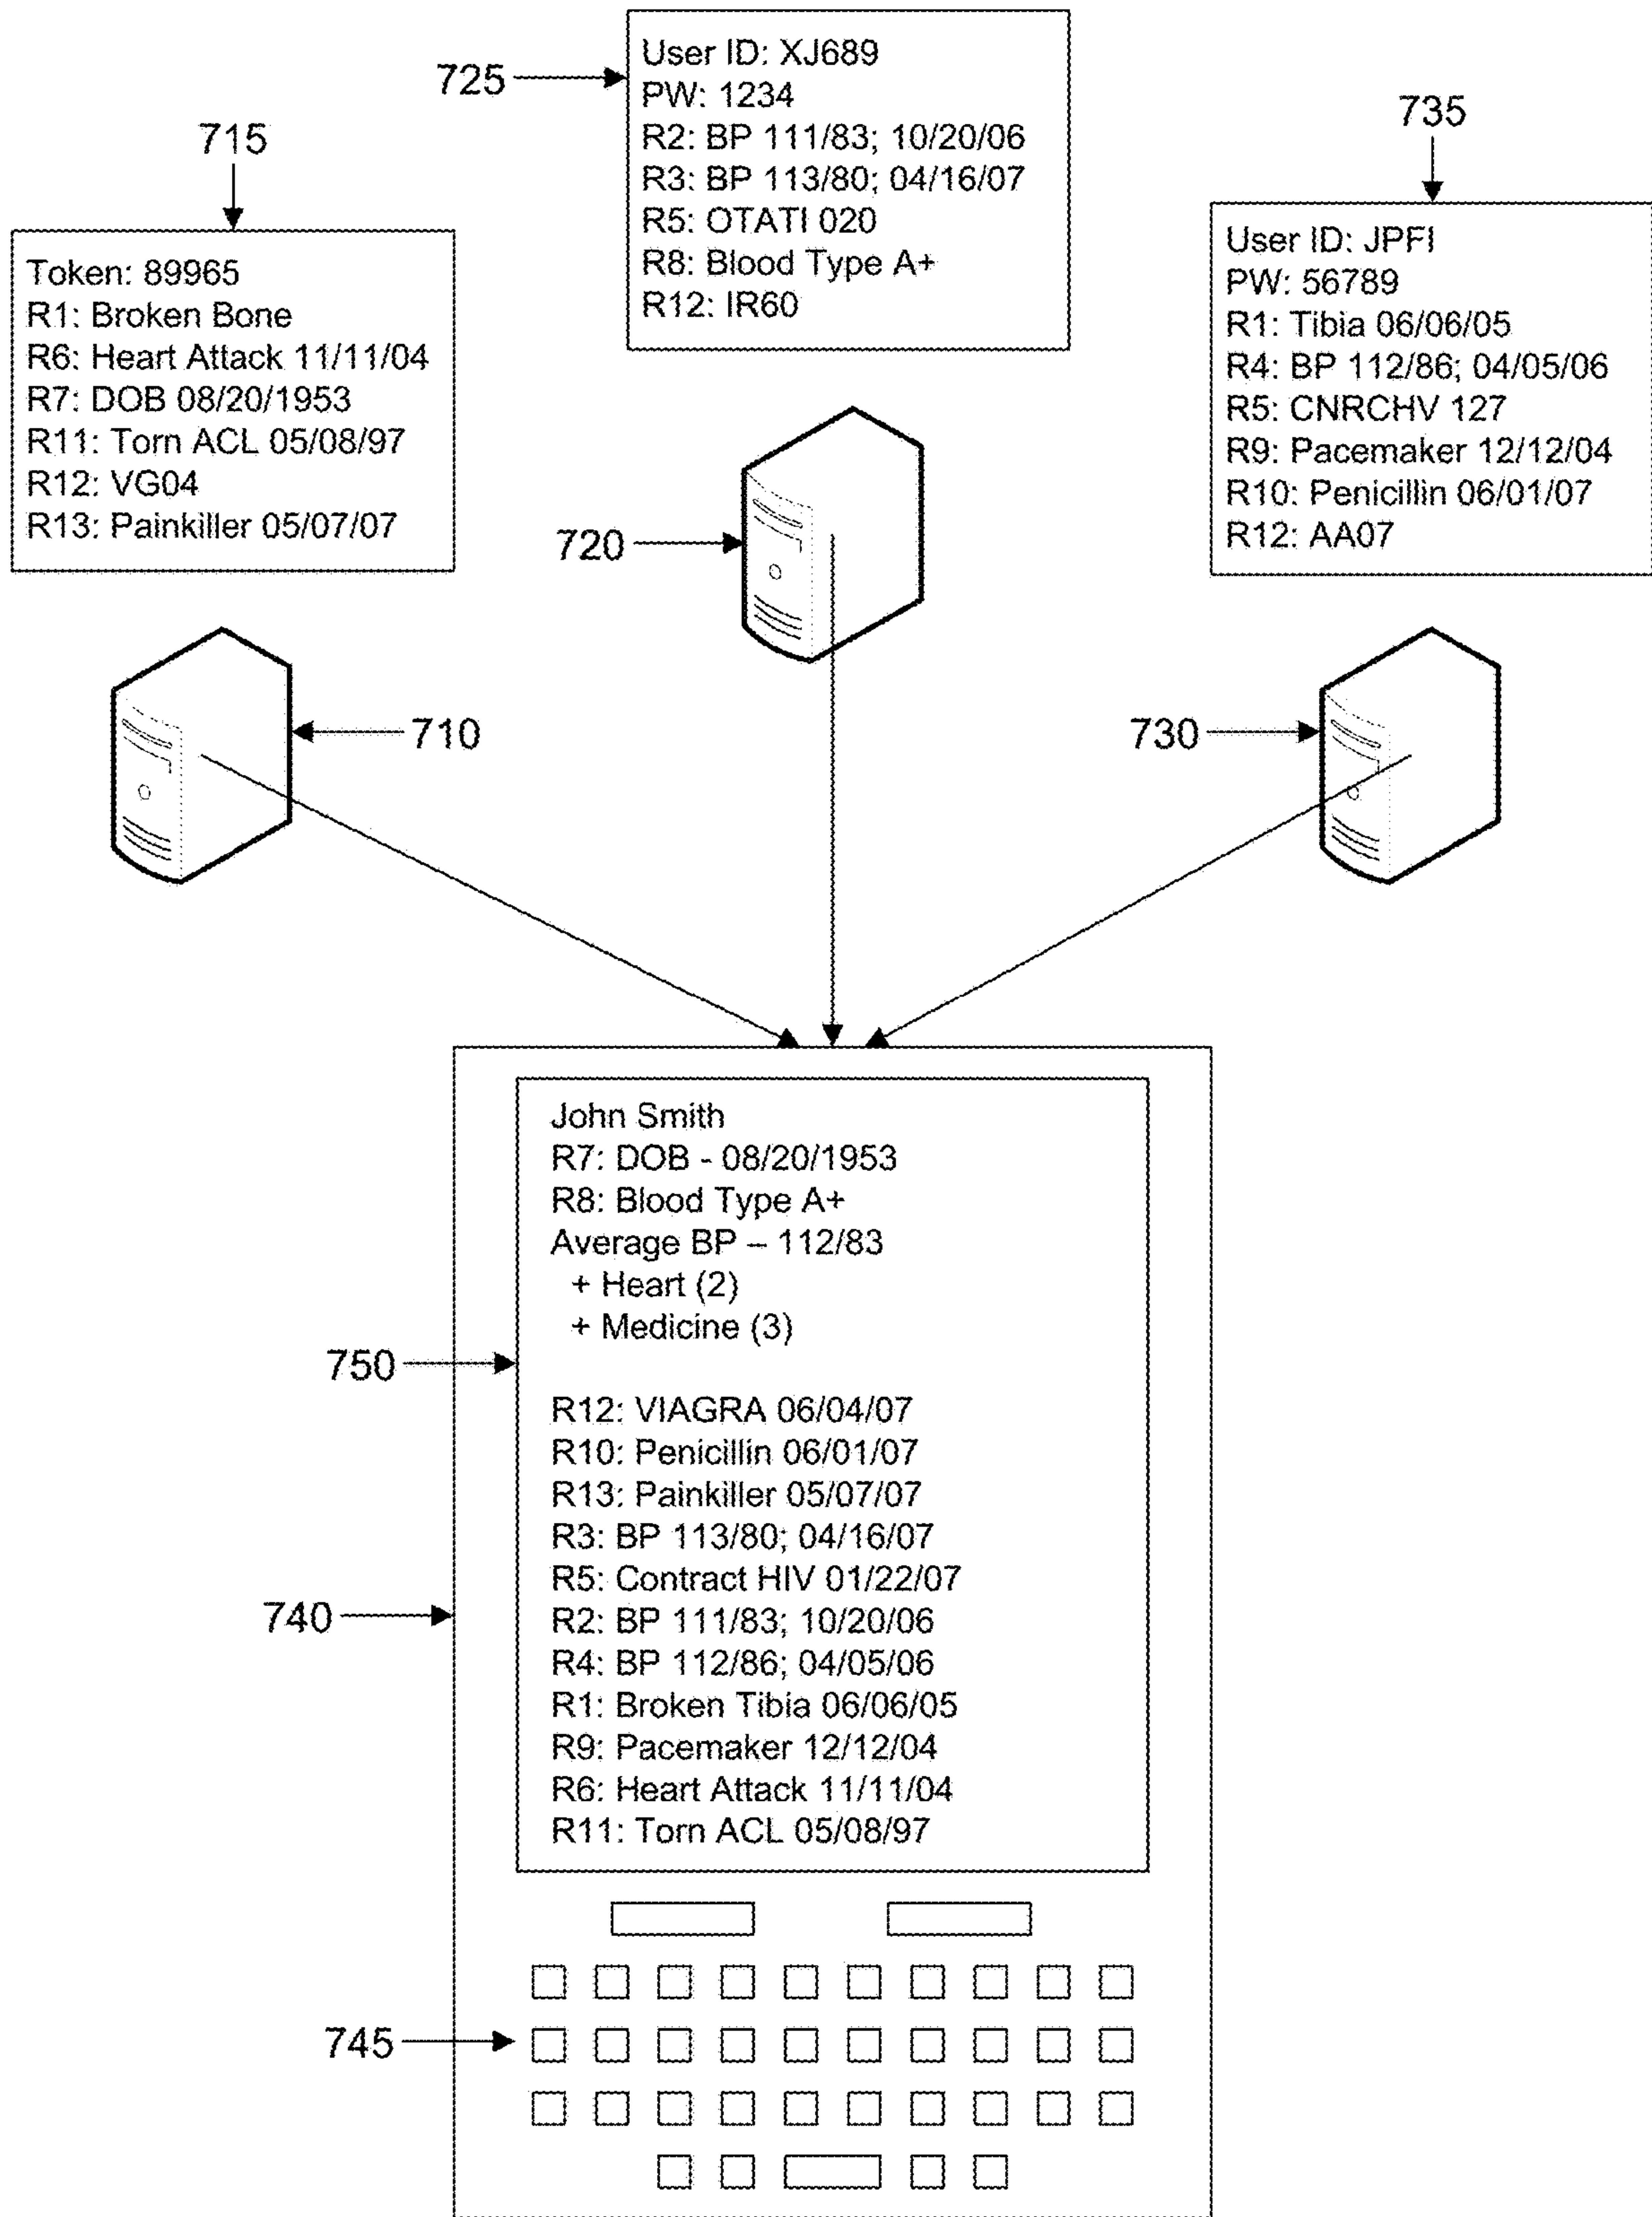 725
User ID: XJ689
PW: 1234
R2: BP 111/83; 10/20/06
R3: BP 113/80; 04/16/07
R5: OTATI 020
R8: Blood Type A+
R12: IR60
715
Token: 89965
R1: Broken Bone
R6: Heart Attack 11/11/04
R7: DOB 08/20/1953
R11: Torn ACL 05/08/97
R12: VG04
R13: Painkiller 05/07/07
735
User ID: JPFI
PW: 56789
R1: Tibia 06/06/05
R4: BP 112/86; 04/05/06
R5: CNRCHV 127
R9: Pacemaker 12/12/04
R10: Penicillin 06/01/07
R12: AA07
720
710
730
John Smith
R7: DOB - 08/20/1953
R8: Blood Type A+
Average BP – 112/83
+ Heart (2)
+ Medicine (3)
750
R12: VIAGRA 06/04/07
R10: Penicillin 06/01/07
R13: Painkiller 05/07/07
R3: BP 113/80; 04/16/07
R5: Contract HIV 01/22/07
740
R2: BP 111/83; 10/20/06
R4: BP 112/86; 04/05/06
R1: Broken Tibia 06/06/05
R9: Pacemaker 12/12/04
R6: Heart Attack 11/11/04
R11: Torn ACL 05/08/97
745